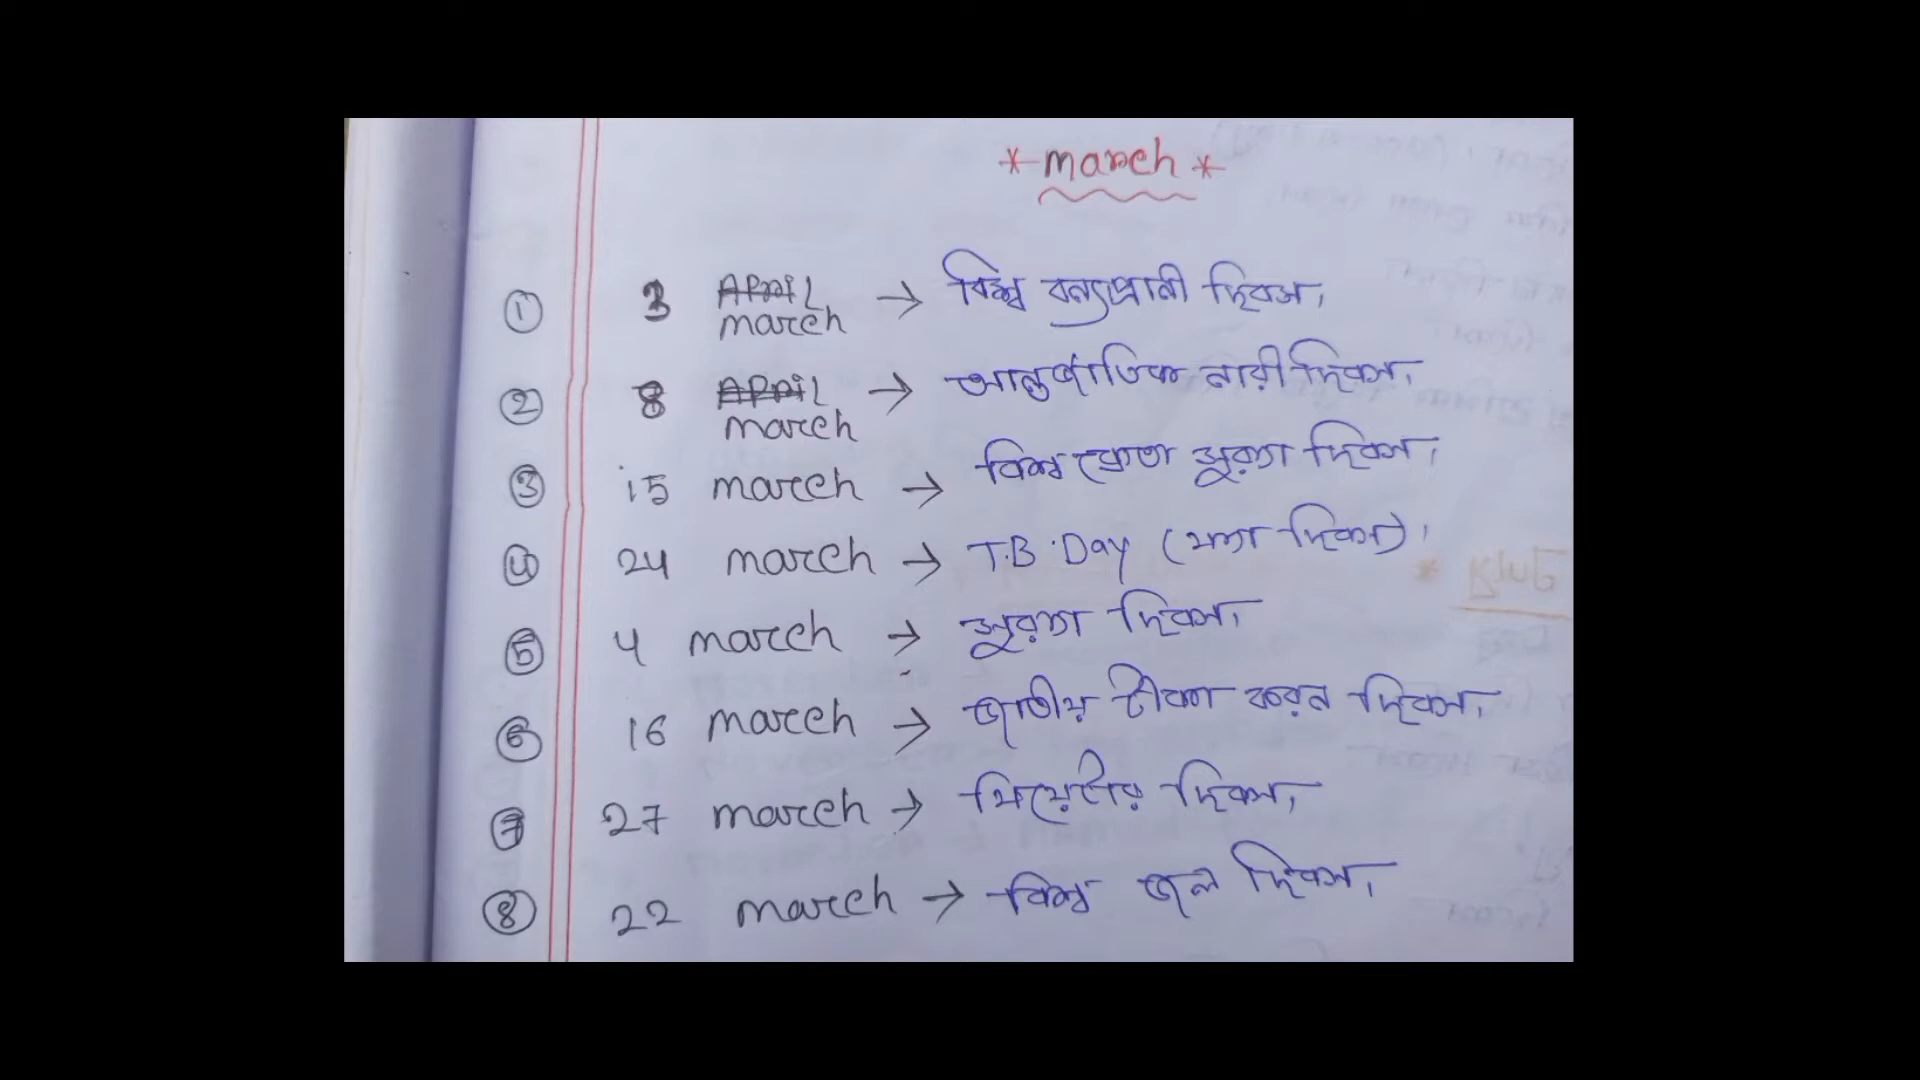 * march *
① 3 April march → বিশ্ব বন্যপ্রানী দিবস।
② 8 April march → আন্তর্জাতিক নারী দিবস।
③ 15 march → বিশ্ব ক্রেতা সুরক্ষা দিবস।
④ 24 march → T.B. Day (যক্ষা দিবস)।
⑤ 4 march → সুরক্ষা দিবস।
⑥ 16 march → জাতীয় টীকা করন দিবস।
⑦ 27 march → থিয়েটার দিবস।
⑧ 22 march → বিশ্ব জল দিবস।